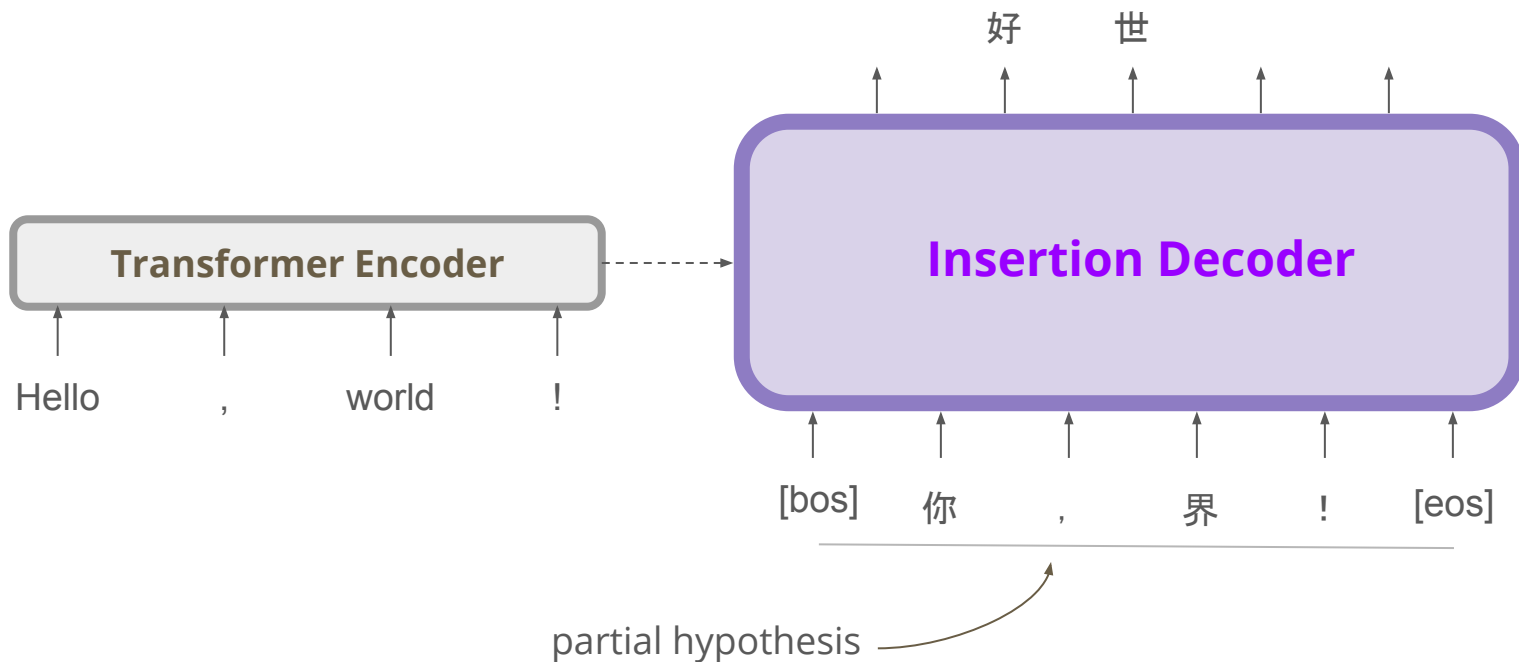 好 世
Transformer Encoder
Insertion Decoder
Hello , world !
[bos] 你 , 界 ! [eos]
partial hypothesis